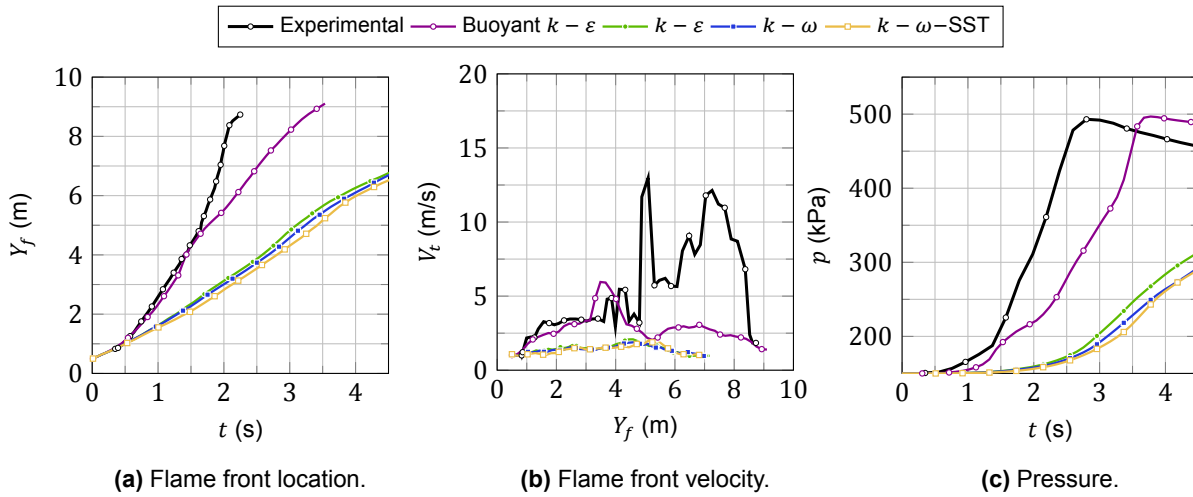 Experimental Buoyant k − ε k − ε k − ω k − ω−SST
10
8
6
4
2
0
Y_f (m)
0 1 2 3 4
t (s)
(a) Flame front location.
20
15
10
5
0
V_t (m/s)
0 2 4 6 8 10
Y_f (m)
(b) Flame front velocity.
500
400
300
200
p (kPa)
0 1 2 3 4
t (s)
(c) Pressure.